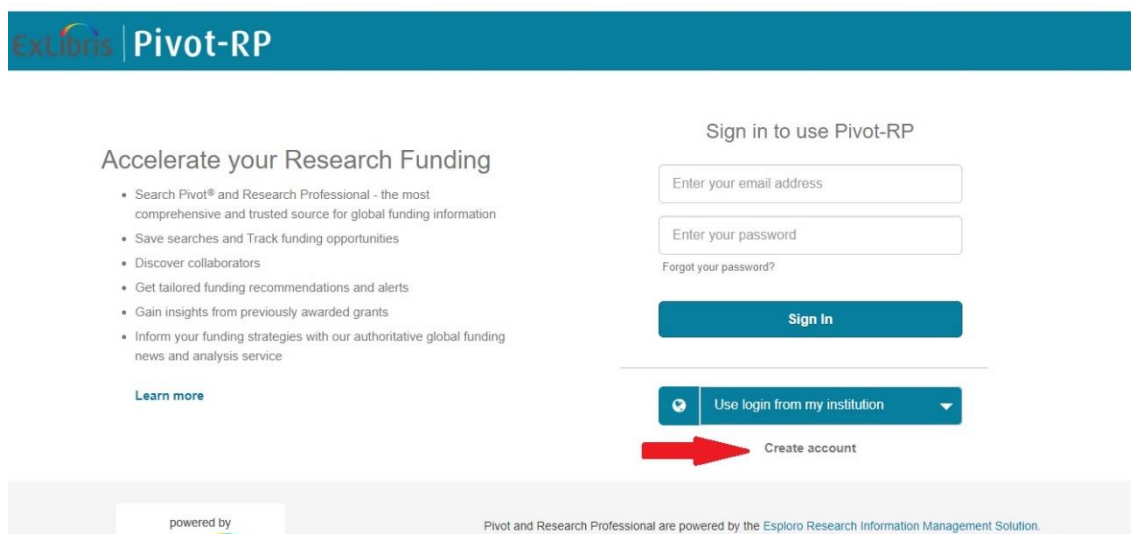 ExLibris | Pivot-RP
Accelerate your Research Funding
• Search Pivot® and Research Professional - the most
comprehensive and trusted source for global funding information
• Save searches and Track funding opportunities
• Discover collaborators
• Get tailored funding recommendations and alerts
• Gain insights from previously awarded grants
• Inform your funding strategies with our authoritative global funding
news and analysis service
Learn more
Sign in to use Pivot-RP
Enter your email address
Enter your password
Forgot your password?
Sign In
Use login from my institution
Create account
powered by
Pivot and Research Professional are powered by the Esploro Research Information Management Solution.